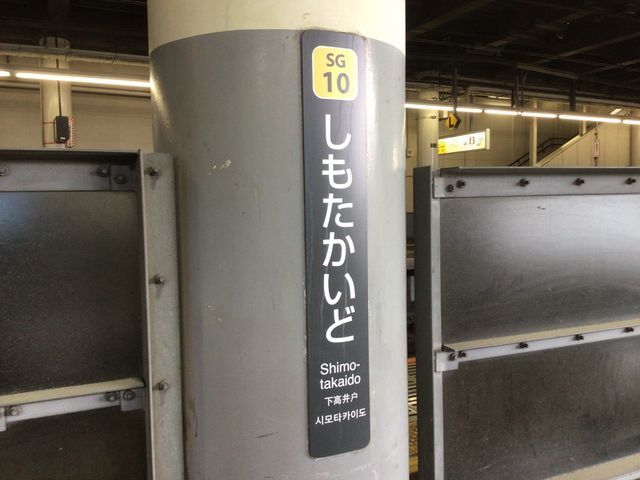 SG
10
しもたかいど
Shimo-
takaido
下高井户
시모타카이도